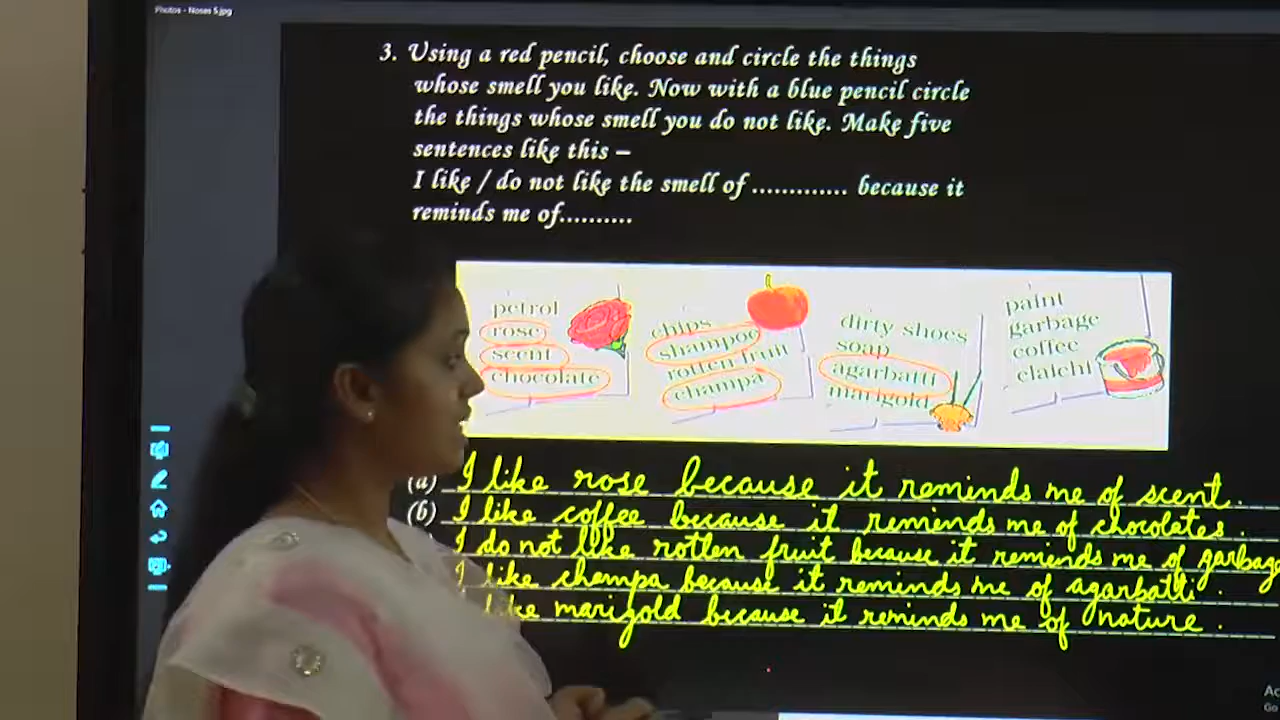 Photos - Noses 5.jpg
3. Using a red pencil, choose and circle the things
whose smell you like. Now with a blue pencil circle
the things whose smell you do not like. Make five
sentences like this –
I like / do not like the smell of ............. because it
reminds me of..........
petrol
rose
scent
chocolate
chips
shampoo
rotten fruit
champa
dirty shoes
soap
agarbatti
marigold
paint
garbage
coffee
elaichi
(a) I like rose because it reminds me of scent.
(b) I like coffee because it reminds me of chocolates.
I do not like rotten fruit because it reminds me of garbage
I like champa because it reminds me of agarbatti.
like marigold because it reminds me of nature.